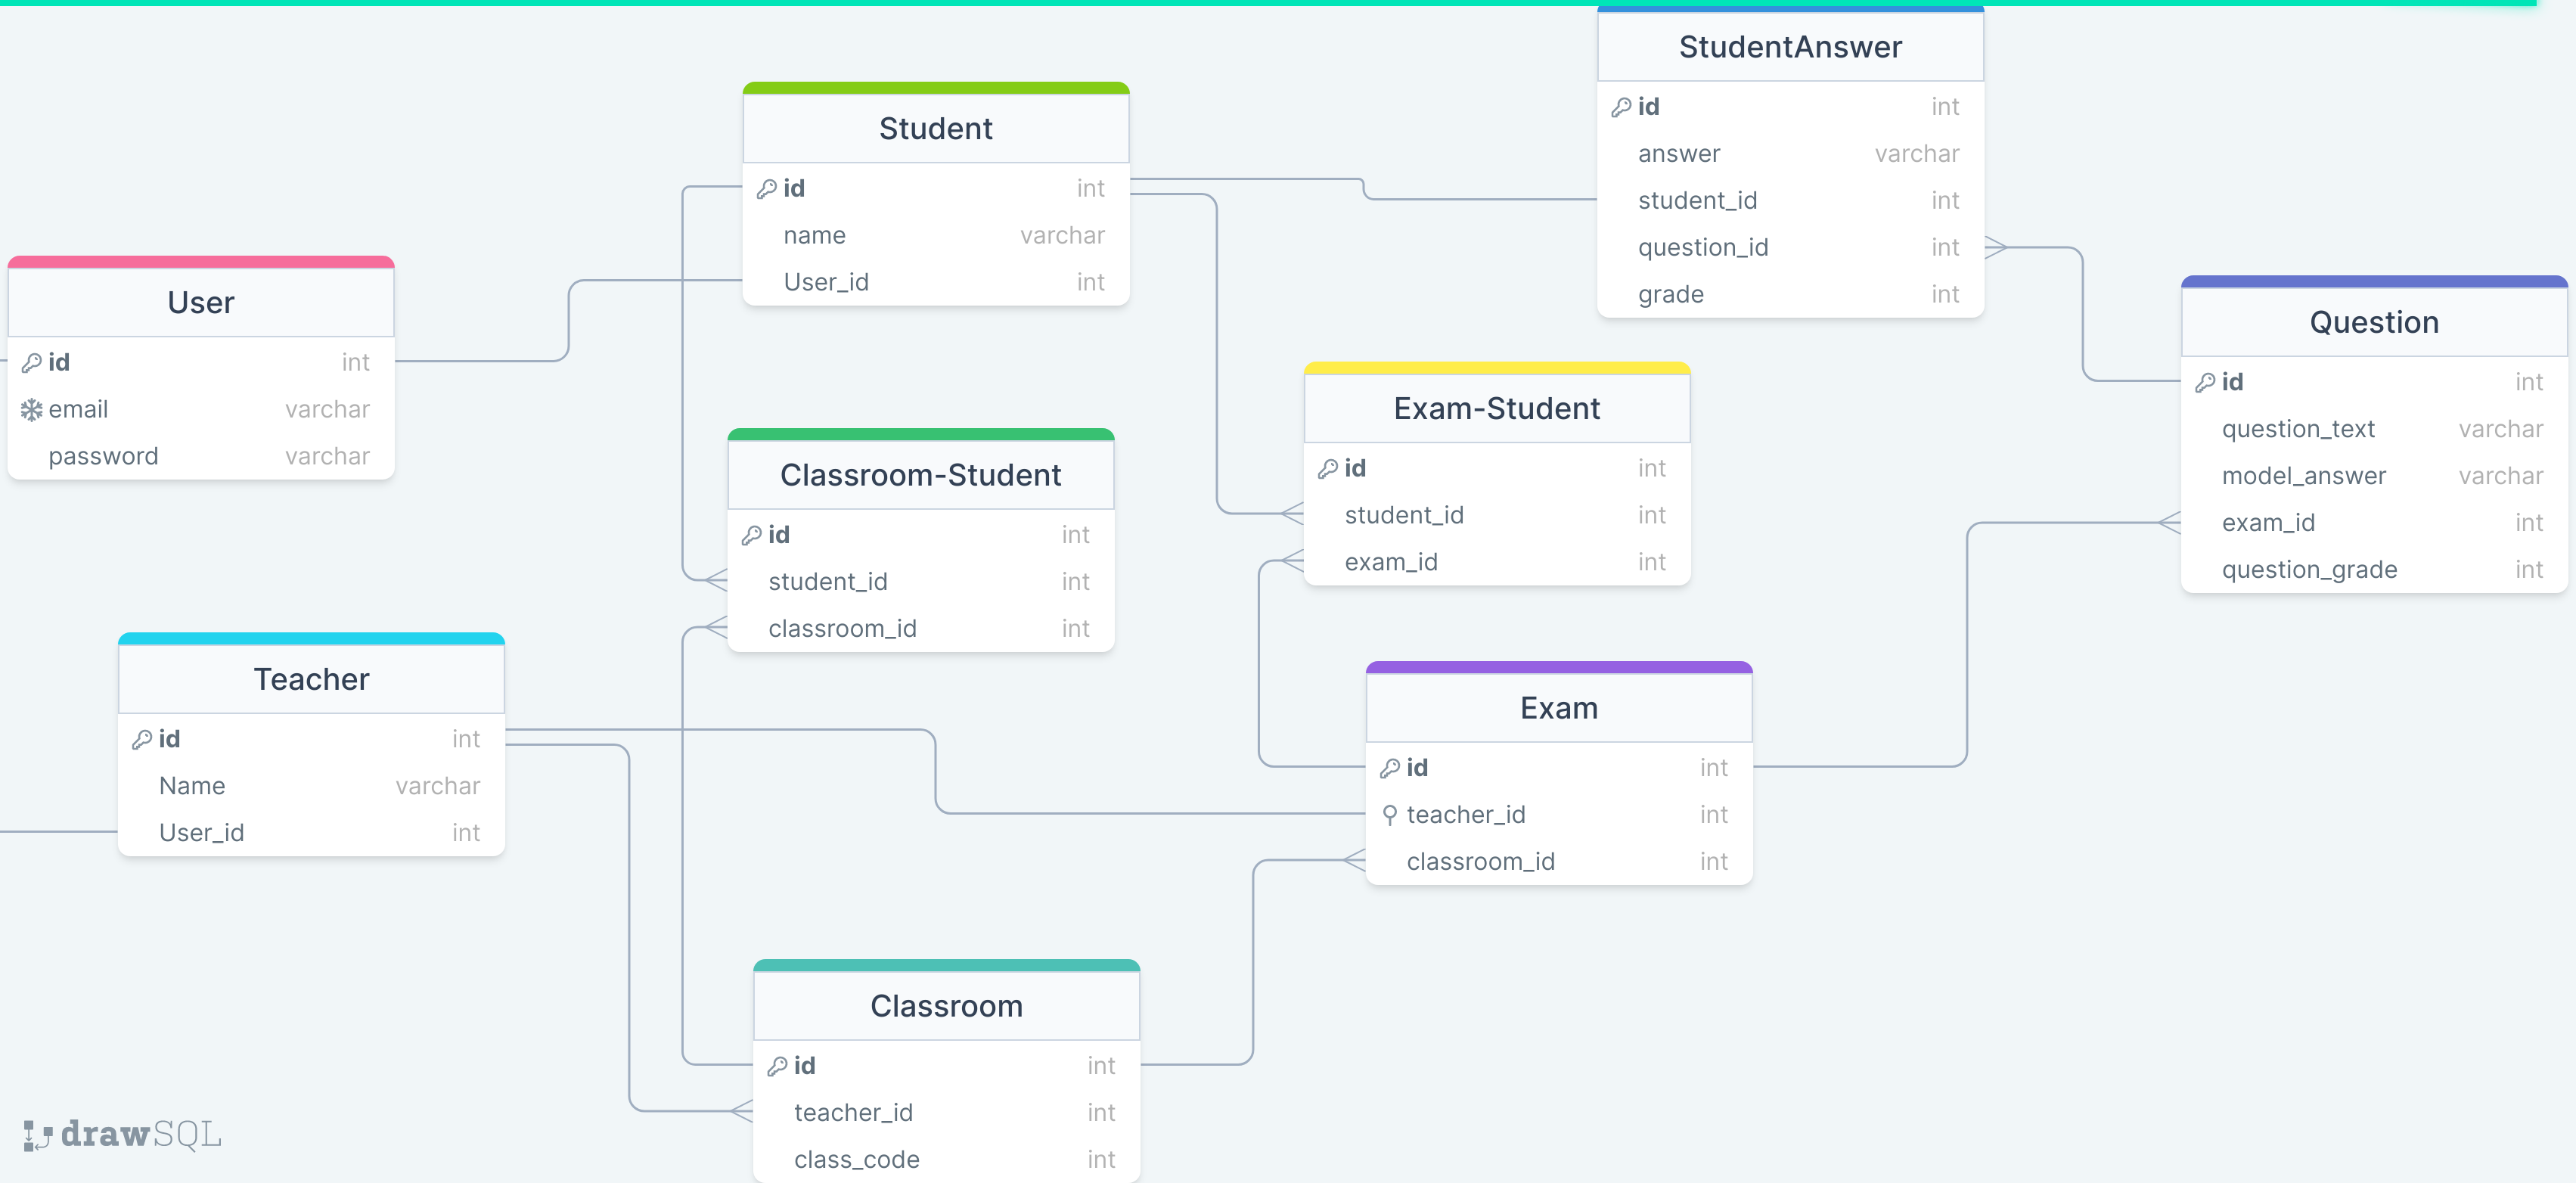 StudentAnswer
id int
answer varchar
student_id int
question_id int
grade int
Student
id int
name varchar
User_id int
User
id int
email varchar
password varchar
Question
id int
question_text varchar
model_answer varchar
exam_id int
question_grade int
Exam-Student
id int
student_id int
exam_id int
Classroom-Student
id int
student_id int
classroom_id int
Teacher
id int
Name varchar
User_id int
Exam
id int
teacher_id int
classroom_id int
Classroom
id int
teacher_id int
class_code int
drawSQL